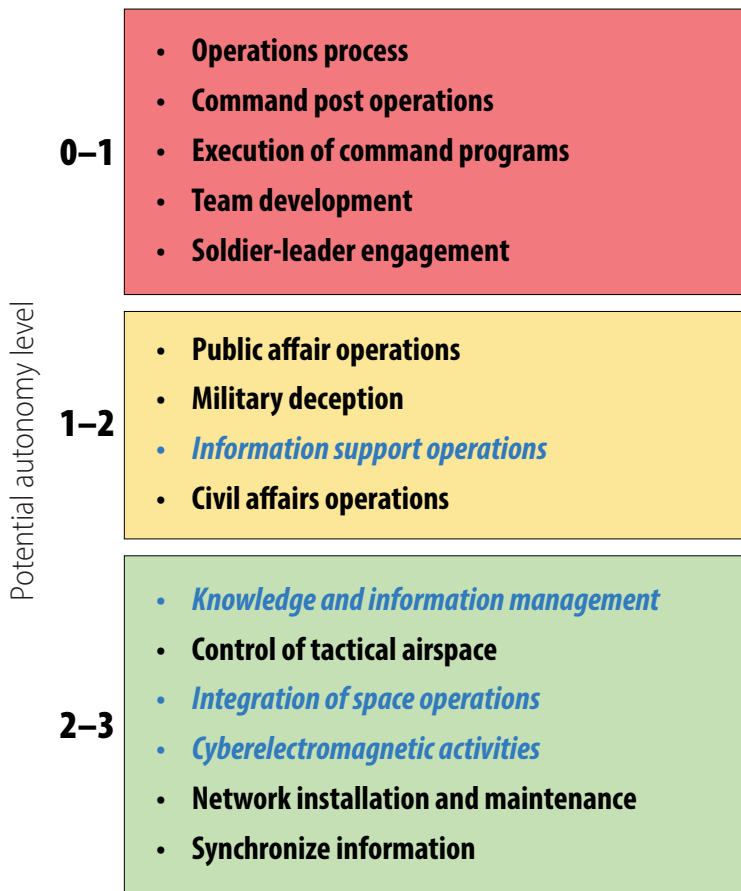 Potential autonomy level
0–1
• Operations process
• Command post operations
• Execution of command programs
• Team development
• Soldier-leader engagement
1–2
• Public affair operations
• Military deception
• Information support operations
• Civil affairs operations
2–3
• Knowledge and information management
• Control of tactical airspace
• Integration of space operations
• Cyberelectromagnetic activities
• Network installation and maintenance
• Synchronize information